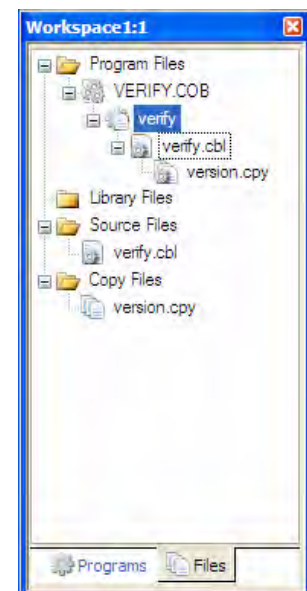 Workspace1:1
Program Files
VERIFY.COB
verify
verify.cbl
version.cpy
Library Files
Source Files
verify.cbl
Copy Files
version.cpy
Programs Files